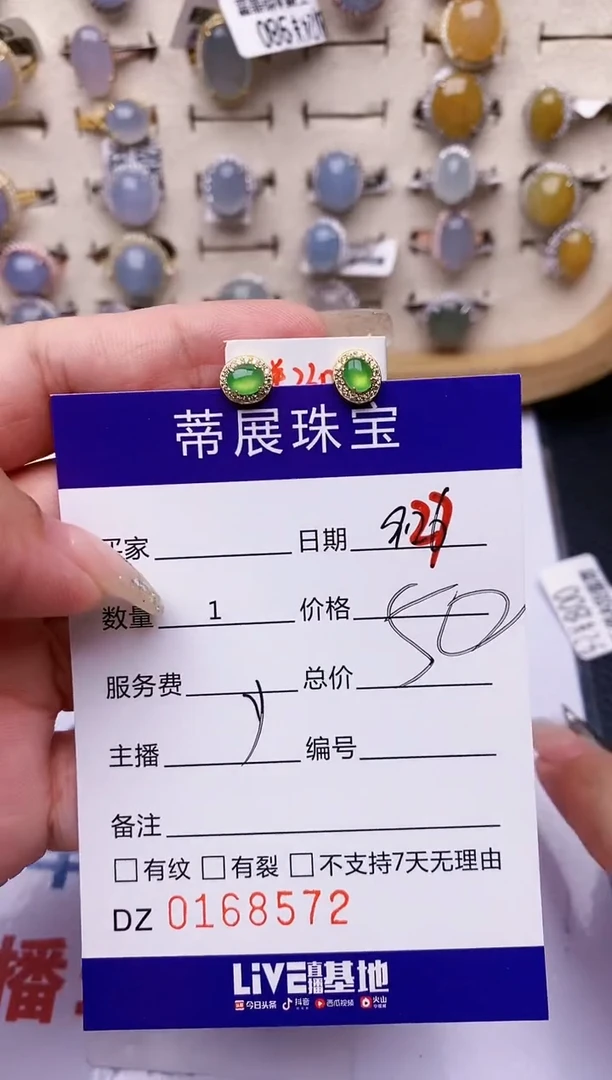 蒂展珠宝
买家 日期
数量 1 价格 50
服务费 总价
主播 编号
备注
□有纹 □有裂 □不支持7天无理由
DZ 0168572
LiVE直播基地
今日头条 抖音 西瓜视频 火山
播